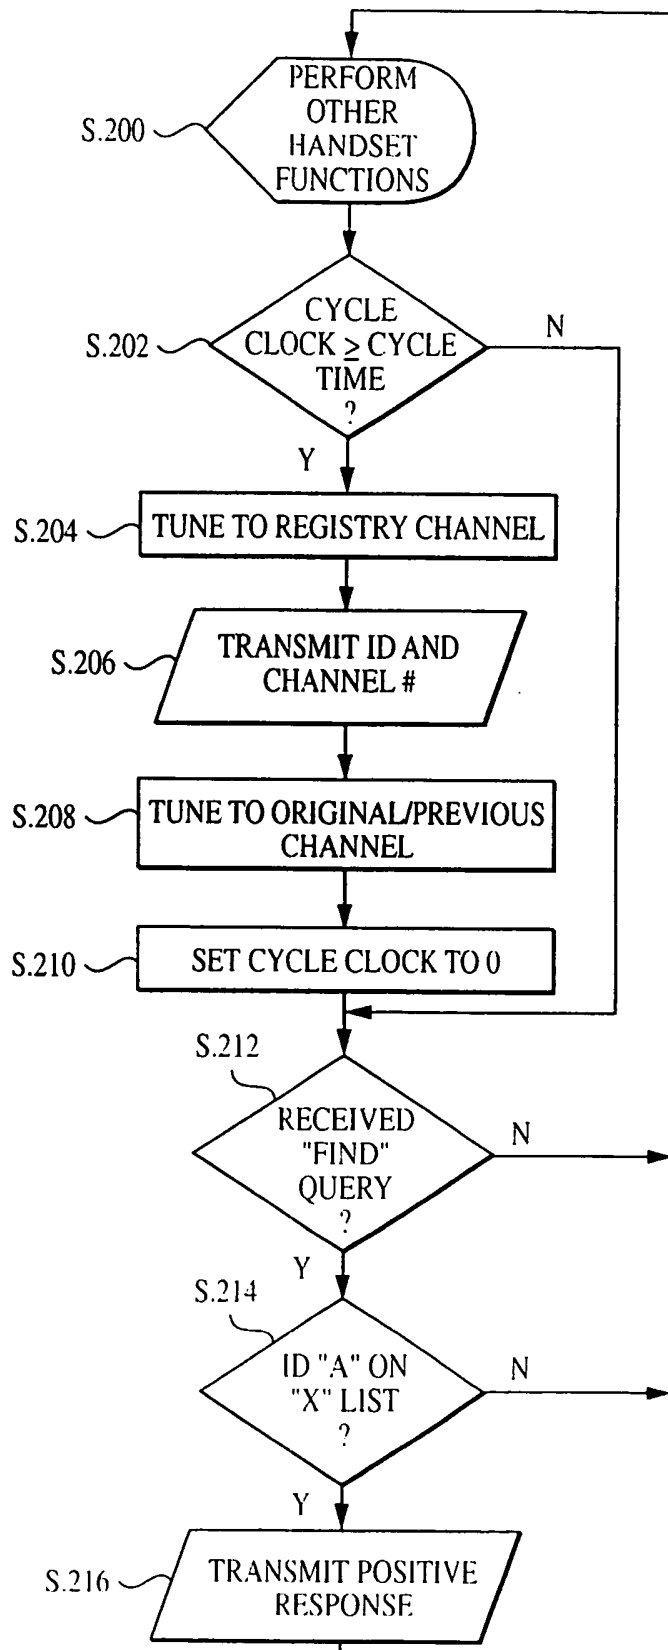 PERFORM
OTHER
HANDSET
FUNCTIONS
S.200
CYCLE
CLOCK ≥ CYCLE
TIME
?
S.202
N
Y
S.204
TUNE TO REGISTRY CHANNEL
S.206
TRANSMIT ID AND
CHANNEL #
S.208
TUNE TO ORIGINAL/PREVIOUS
CHANNEL
S.210
SET CYCLE CLOCK TO 0
S.212
RECEIVED
"FIND"
QUERY
?
N
Y
S.214
ID "A" ON
"X" LIST
?
N
Y
S.216
TRANSMIT POSITIVE
RESPONSE